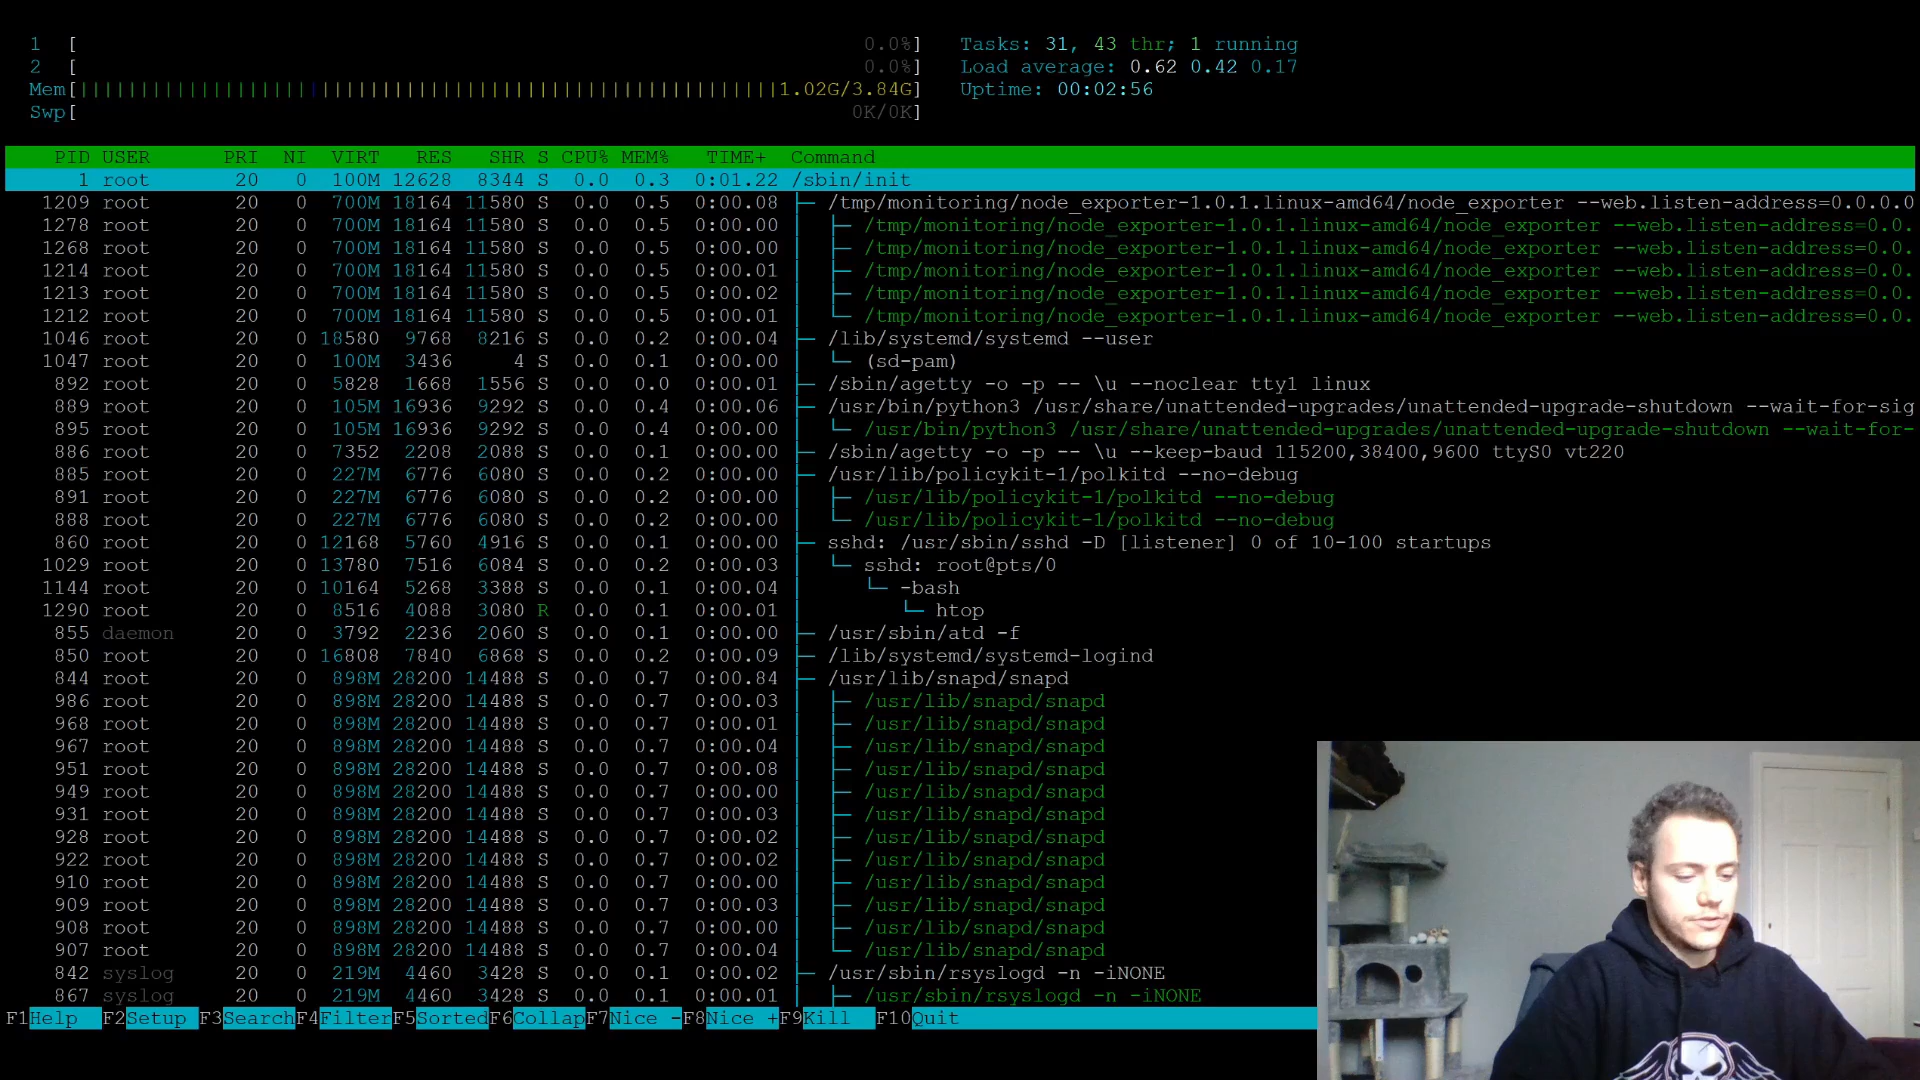 1 [ 0.0%] Tasks: 31, 43 thr; 1 running
2 [ 0.0%] Load average: 0.62 0.42 0.17
Mem[||||||||||||||||||||||||||||||||||||||||||||||||||||||||||1.02G/3.84G] Uptime: 00:02:56
Swp[ 0K/0K]
PID USER PRI NI VIRT RES SHR S CPU% MEM% TIME+ Command
1 root 20 0 100M 12628 8344 S 0.0 0.3 0:01.22 /sbin/init
1209 root 20 0 700M 18164 11580 S 0.0 0.5 0:00.08 ├─ /tmp/monitoring/node_exporter-1.0.1.linux-amd64/node_exporter --web.listen-address=0.0.0.0
1278 root 20 0 700M 18164 11580 S 0.0 0.5 0:00.00 │ ├─ /tmp/monitoring/node_exporter-1.0.1.linux-amd64/node_exporter --web.listen-address=0.0.
1268 root 20 0 700M 18164 11580 S 0.0 0.5 0:00.00 │ ├─ /tmp/monitoring/node_exporter-1.0.1.linux-amd64/node_exporter --web.listen-address=0.0.
1214 root 20 0 700M 18164 11580 S 0.0 0.5 0:00.01 │ ├─ /tmp/monitoring/node_exporter-1.0.1.linux-amd64/node_exporter --web.listen-address=0.0.
1213 root 20 0 700M 18164 11580 S 0.0 0.5 0:00.02 │ ├─ /tmp/monitoring/node_exporter-1.0.1.linux-amd64/node_exporter --web.listen-address=0.0.
1212 root 20 0 700M 18164 11580 S 0.0 0.5 0:00.01 │ └─ /tmp/monitoring/node_exporter-1.0.1.linux-amd64/node_exporter --web.listen-address=0.0.
1046 root 20 0 18580 9768 8216 S 0.0 0.2 0:00.04 ├─ /lib/systemd/systemd --user
1047 root 20 0 100M 3436 4 S 0.0 0.1 0:00.00 │ └─ (sd-pam)
892 root 20 0 5828 1668 1556 S 0.0 0.0 0:00.01 ├─ /sbin/agetty -o -p -- \u --noclear tty1 linux
889 root 20 0 105M 16936 9292 S 0.0 0.4 0:00.06 ├─ /usr/bin/python3 /usr/share/unattended-upgrades/unattended-upgrade-shutdown --wait-for-sig
895 root 20 0 105M 16936 9292 S 0.0 0.4 0:00.00 │ └─ /usr/bin/python3 /usr/share/unattended-upgrades/unattended-upgrade-shutdown --wait-for-
886 root 20 0 7352 2208 2088 S 0.0 0.1 0:00.00 ├─ /sbin/agetty -o -p -- \u --keep-baud 115200,38400,9600 ttyS0 vt220
885 root 20 0 227M 6776 6080 S 0.0 0.2 0:00.02 ├─ /usr/lib/policykit-1/polkitd --no-debug
891 root 20 0 227M 6776 6080 S 0.0 0.2 0:00.00 │ ├─ /usr/lib/policykit-1/polkitd --no-debug
888 root 20 0 227M 6776 6080 S 0.0 0.2 0:00.00 │ └─ /usr/lib/policykit-1/polkitd --no-debug
860 root 20 0 12168 5760 4916 S 0.0 0.1 0:00.00 ├─ sshd: /usr/sbin/sshd -D [listener] 0 of 10-100 startups
1029 root 20 0 13780 7516 6084 S 0.0 0.2 0:00.03 │ └─ sshd: root@pts/0
1144 root 20 0 10164 5268 3388 S 0.0 0.1 0:00.04 │ └─ -bash
1290 root 20 0 8516 4088 3080 R 0.0 0.1 0:00.01 │ └─ htop
855 daemon 20 0 3792 2236 2060 S 0.0 0.1 0:00.00 ├─ /usr/sbin/atd -f
850 root 20 0 16808 7840 6868 S 0.0 0.2 0:00.09 ├─ /lib/systemd/systemd-logind
844 root 20 0 898M 28200 14488 S 0.0 0.7 0:00.84 ├─ /usr/lib/snapd/snapd
986 root 20 0 898M 28200 14488 S 0.0 0.7 0:00.03 │ ├─ /usr/lib/snapd/snapd
968 root 20 0 898M 28200 14488 S 0.0 0.7 0:00.01 │ ├─ /usr/lib/snapd/snapd
967 root 20 0 898M 28200 14488 S 0.0 0.7 0:00.04 │ ├─ /usr/lib/snapd/snapd
951 root 20 0 898M 28200 14488 S 0.0 0.7 0:00.08 │ ├─ /usr/lib/snapd/snapd
949 root 20 0 898M 28200 14488 S 0.0 0.7 0:00.00 │ ├─ /usr/lib/snapd/snapd
931 root 20 0 898M 28200 14488 S 0.0 0.7 0:00.03 │ ├─ /usr/lib/snapd/snapd
928 root 20 0 898M 28200 14488 S 0.0 0.7 0:00.02 │ ├─ /usr/lib/snapd/snapd
922 root 20 0 898M 28200 14488 S 0.0 0.7 0:00.02 │ ├─ /usr/lib/snapd/snapd
910 root 20 0 898M 28200 14488 S 0.0 0.7 0:00.00 │ ├─ /usr/lib/snapd/snapd
909 root 20 0 898M 28200 14488 S 0.0 0.7 0:00.03 │ ├─ /usr/lib/snapd/snapd
908 root 20 0 898M 28200 14488 S 0.0 0.7 0:00.00 │ ├─ /usr/lib/snapd/snapd
907 root 20 0 898M 28200 14488 S 0.0 0.7 0:00.04 │ └─ /usr/lib/snapd/snapd
842 syslog 20 0 219M 4460 3428 S 0.0 0.1 0:00.02 ├─ /usr/sbin/rsyslogd -n -iNONE
867 syslog 20 0 219M 4460 3428 S 0.0 0.1 0:00.01 │ ├─ /usr/sbin/rsyslogd -n -iNONE
F1Help F2Setup F3SearchF4FilterF5SortedF6CollapF7Nice -F8Nice +F9Kill F10Quit